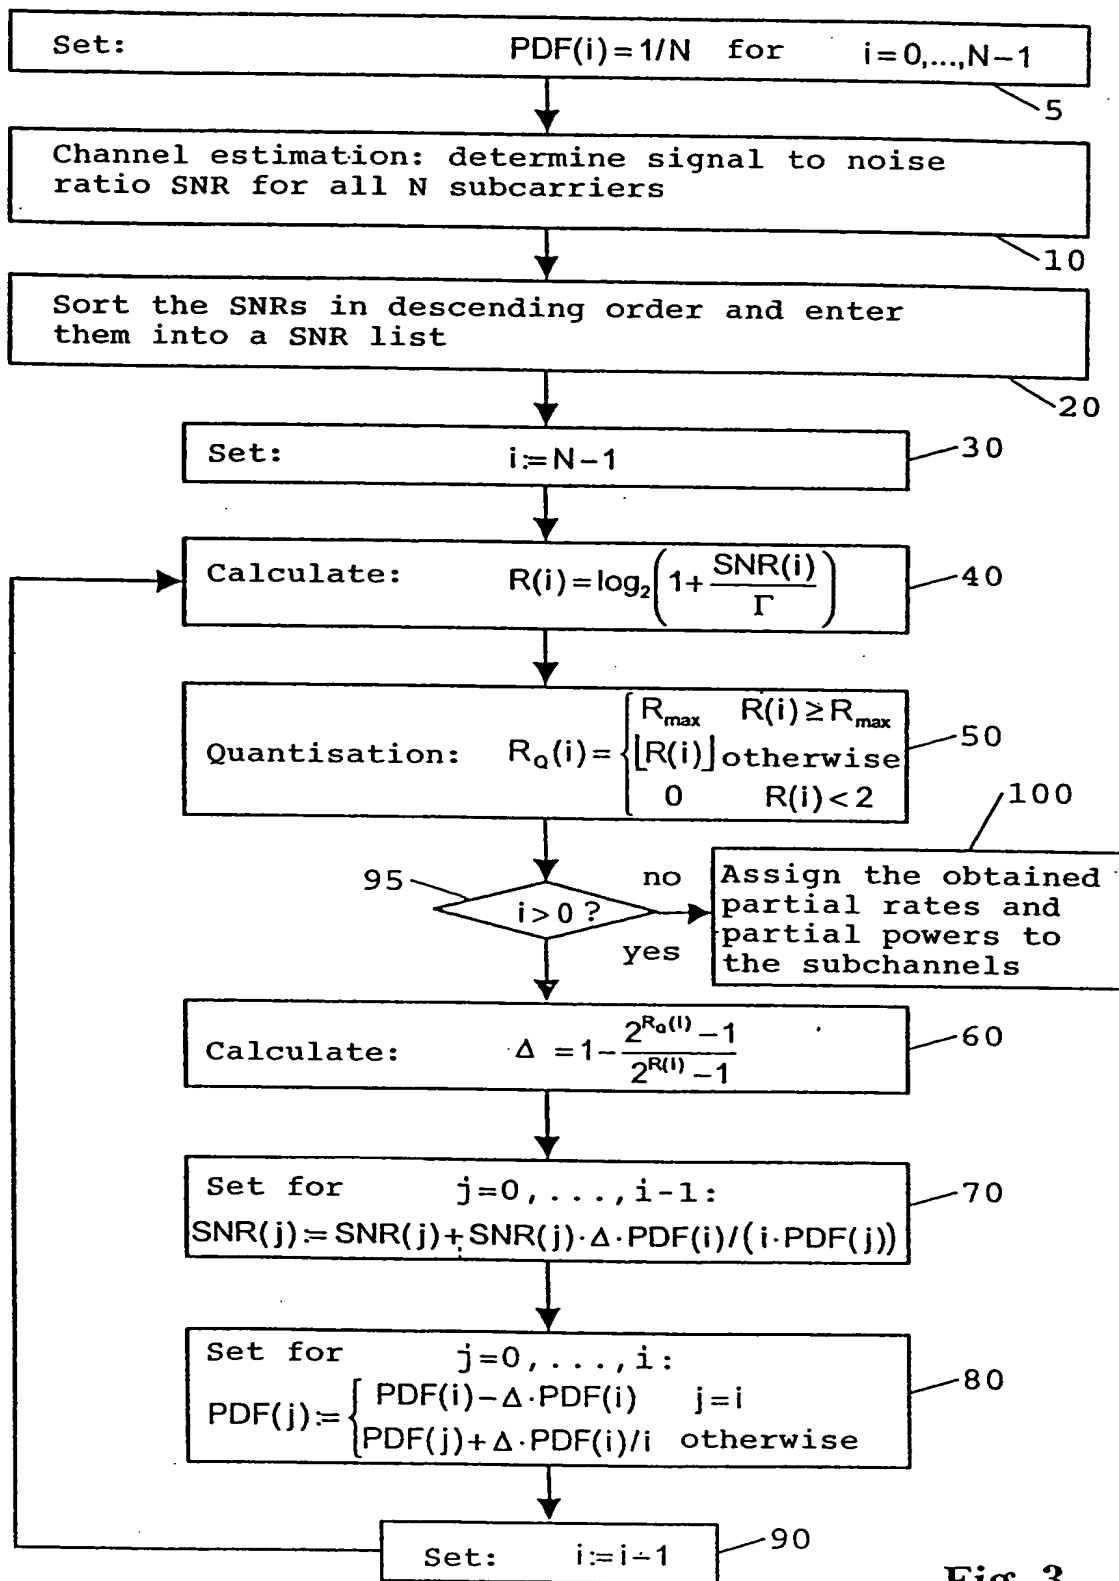 Set: PDF(i)=1/N for i=0,...,N−1
5
Channel estimation: determine signal to noise
ratio SNR for all N subcarriers
10
Sort the SNRs in descending order and enter
them into a SNR list
20
Set: i:=N−1
30
Calculate: R(i)=log₂(1+SNR(i)/Γ)
40
Quantisation: R_Q(i)={R_max R(i)≥R_max
⌊R(i)⌋ otherwise
0 R(i)<2
50
95
i>0?
no
yes
100
Assign the obtained
partial rates and
partial powers to
the subchannels
Calculate: Δ =1−(2^{R_Q(i)}−1)/(2^{R(i)}−1)
60
Set for j=0,...,i-1:
SNR(j):=SNR(j)+SNR(j)·Δ·PDF(i)/(i·PDF(j))
70
Set for j=0,...,i:
PDF(j):={PDF(i)−Δ·PDF(i) j=i
PDF(j)+Δ·PDF(i)/i otherwise
80
Set: i:=i−1
90
Fig. 3